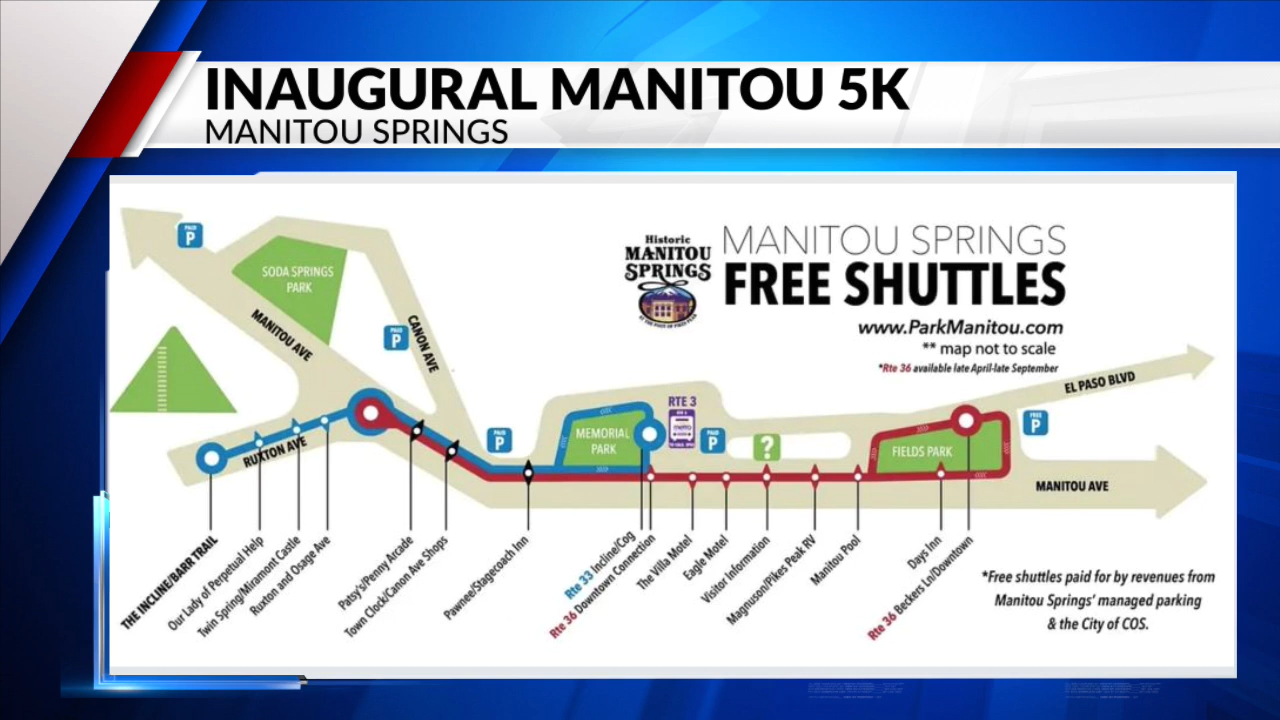 INAUGURAL MANITOU 5K
MANITOU SPRINGS
Historic
MANITOU
SPRINGS
MANITOU SPRINGS
FREE SHUTTLES
www.ParkManitou.com
** map not to scale
*Rte 36 available late April-late September
PAID
P
SODA SPRINGS
PARK
MANITOU AVE
PAID
P
CANON AVE
RUXTON AVE
PAID
P
MEMORIAL
PARK
RTE 3
metro
PAID
P
?
FIELDS PARK
EL PASO BLVD
FREE
P
MANITOU AVE
THE INCLINE/BARR TRAIL
Our Lady of Perpetual Help
Twin Spring/Miramont Castle
Ruxton and Osage Ave
Patsy's/Penny Arcade
Town Clock/Canon Ave Shops
Pawnee/Stagecoach Inn
Rte 33 Incline/Cog
Rte 36 Downtown Connection
The Villa Motel
Eagle Motel
Visitor Information
Magnuson/Pikes Peak RV
Manitou Pool
Days Inn
Rte 36 Beckers Ln/Downtown
*Free shuttles paid for by revenues from
Manitou Springs' managed parking
& the City of COS.